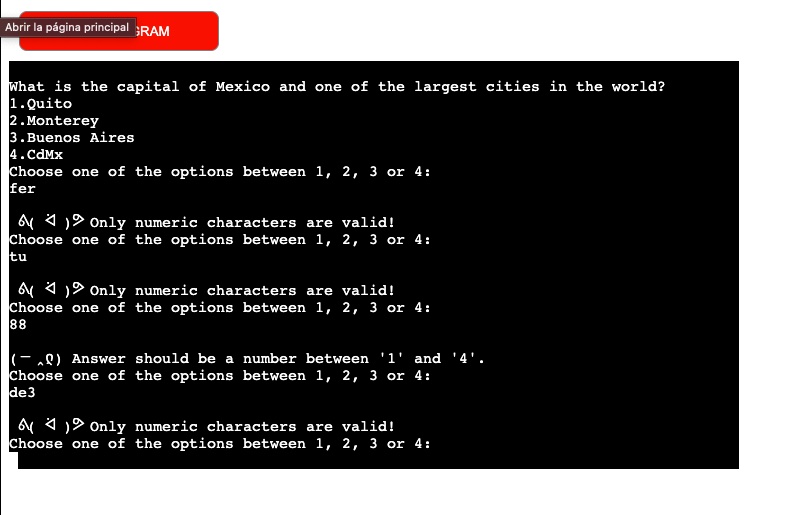 Abrir la página principal
GRAM
What is the capital of Mexico and one of the largest cities in the world?
1.Quito
2.Monterey
3.Buenos Aires
4.CdMx
Choose one of the options between 1, 2, 3 or 4:
fer
Only numeric characters are valid!
Choose one of the options between 1, 2, 3 or 4:
tu
Only numeric characters are valid!
Choose one of the options between 1, 2, 3 or 4:
88
Answer should be a number between '1' and '4'.
Choose one of the options between 1, 2, 3 or 4:
de3
Only numeric characters are valid!
Choose one of the options between 1, 2, 3 or 4: